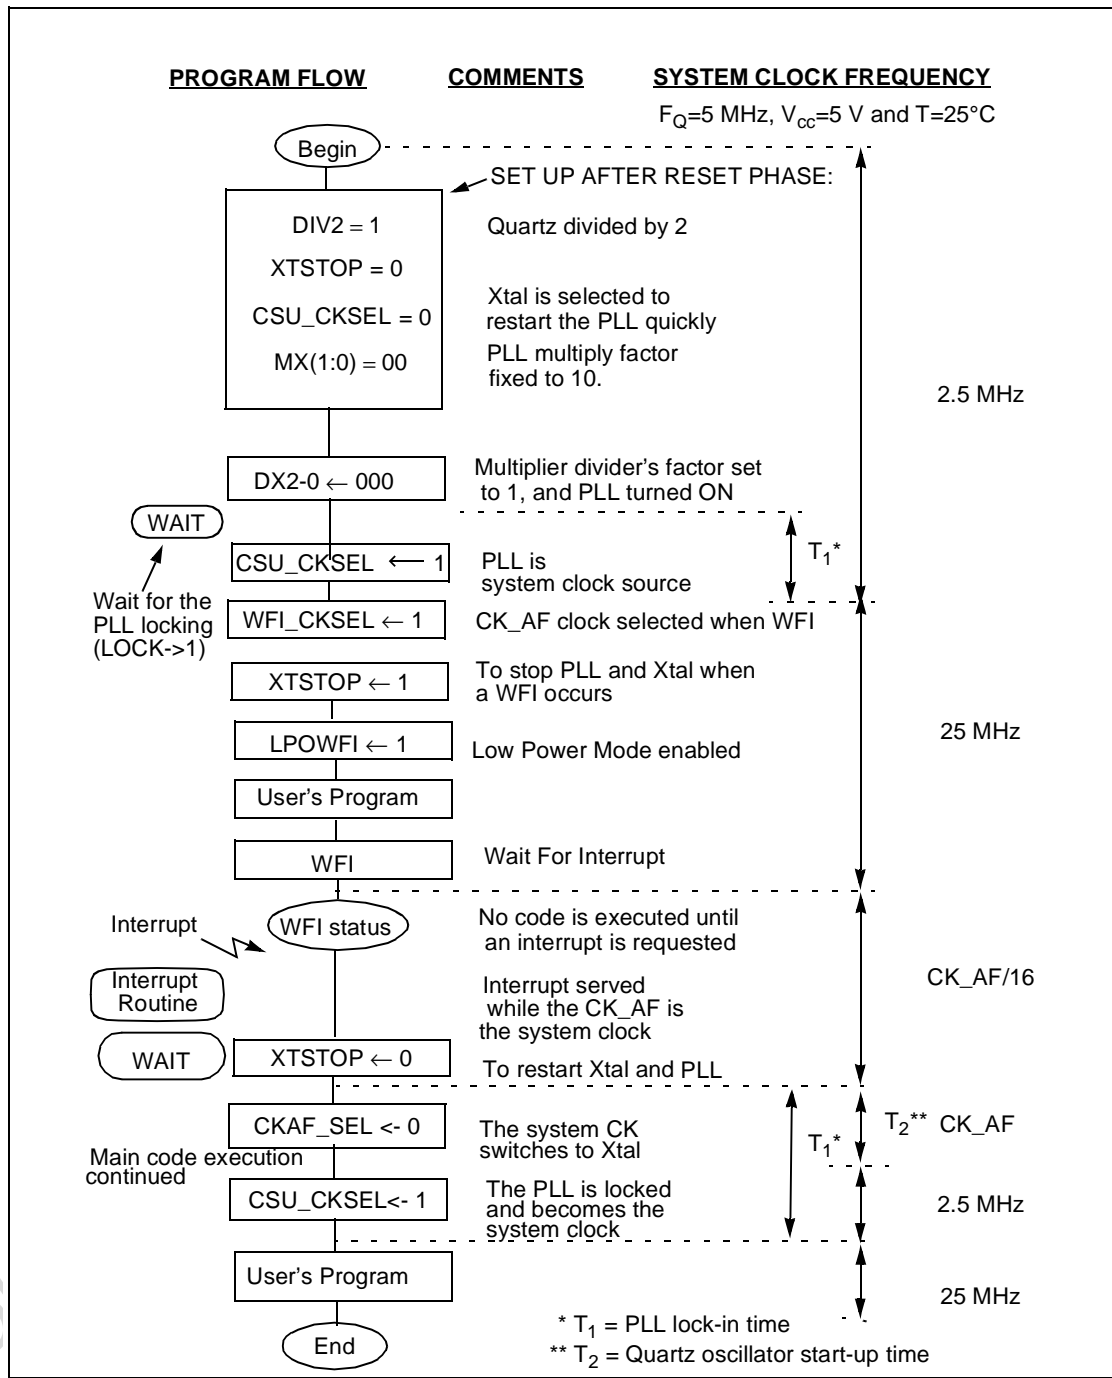 PROGRAM FLOW COMMENTS SYSTEM CLOCK FREQUENCY
F_Q=5 MHz, V_cc=5 V and T=25°C
Begin
SET UP AFTER RESET PHASE:
DIV2 = 1
Quartz divided by 2
XTSTOP = 0
CSU_CKSEL = 0
Xtal is selected to
restart the PLL quickly
MX(1:0) = 00
PLL multiply factor
fixed to 10.
2.5 MHz
DX2-0 ← 000
Multiplier divider's factor set
to 1, and PLL turned ON
WAIT
T_1*
CSU_CKSEL ← 1
PLL is
system clock source
Wait for the
PLL locking
(LOCK->1)
WFI_CKSEL ← 1
CK_AF clock selected when WFI
XTSTOP ← 1
To stop PLL and Xtal when
a WFI occurs
25 MHz
LPOWFI ← 1
Low Power Mode enabled
User's Program
WFI
Wait For Interrupt
Interrupt
WFI status
No code is executed until
an interrupt is requested
Interrupt
Routine
Interrupt served
while the CK_AF is
the system clock
CK_AF/16
WAIT
XTSTOP ← 0
To restart Xtal and PLL
CKAF_SEL <- 0
The system CK
switches to Xtal
T_1*
T_2** CK_AF
Main code execution
continued
CSU_CKSEL<- 1
The PLL is locked
and becomes the
system clock
2.5 MHz
User's Program
25 MHz
End
* T_1 = PLL lock-in time
** T_2 = Quartz oscillator start-up time